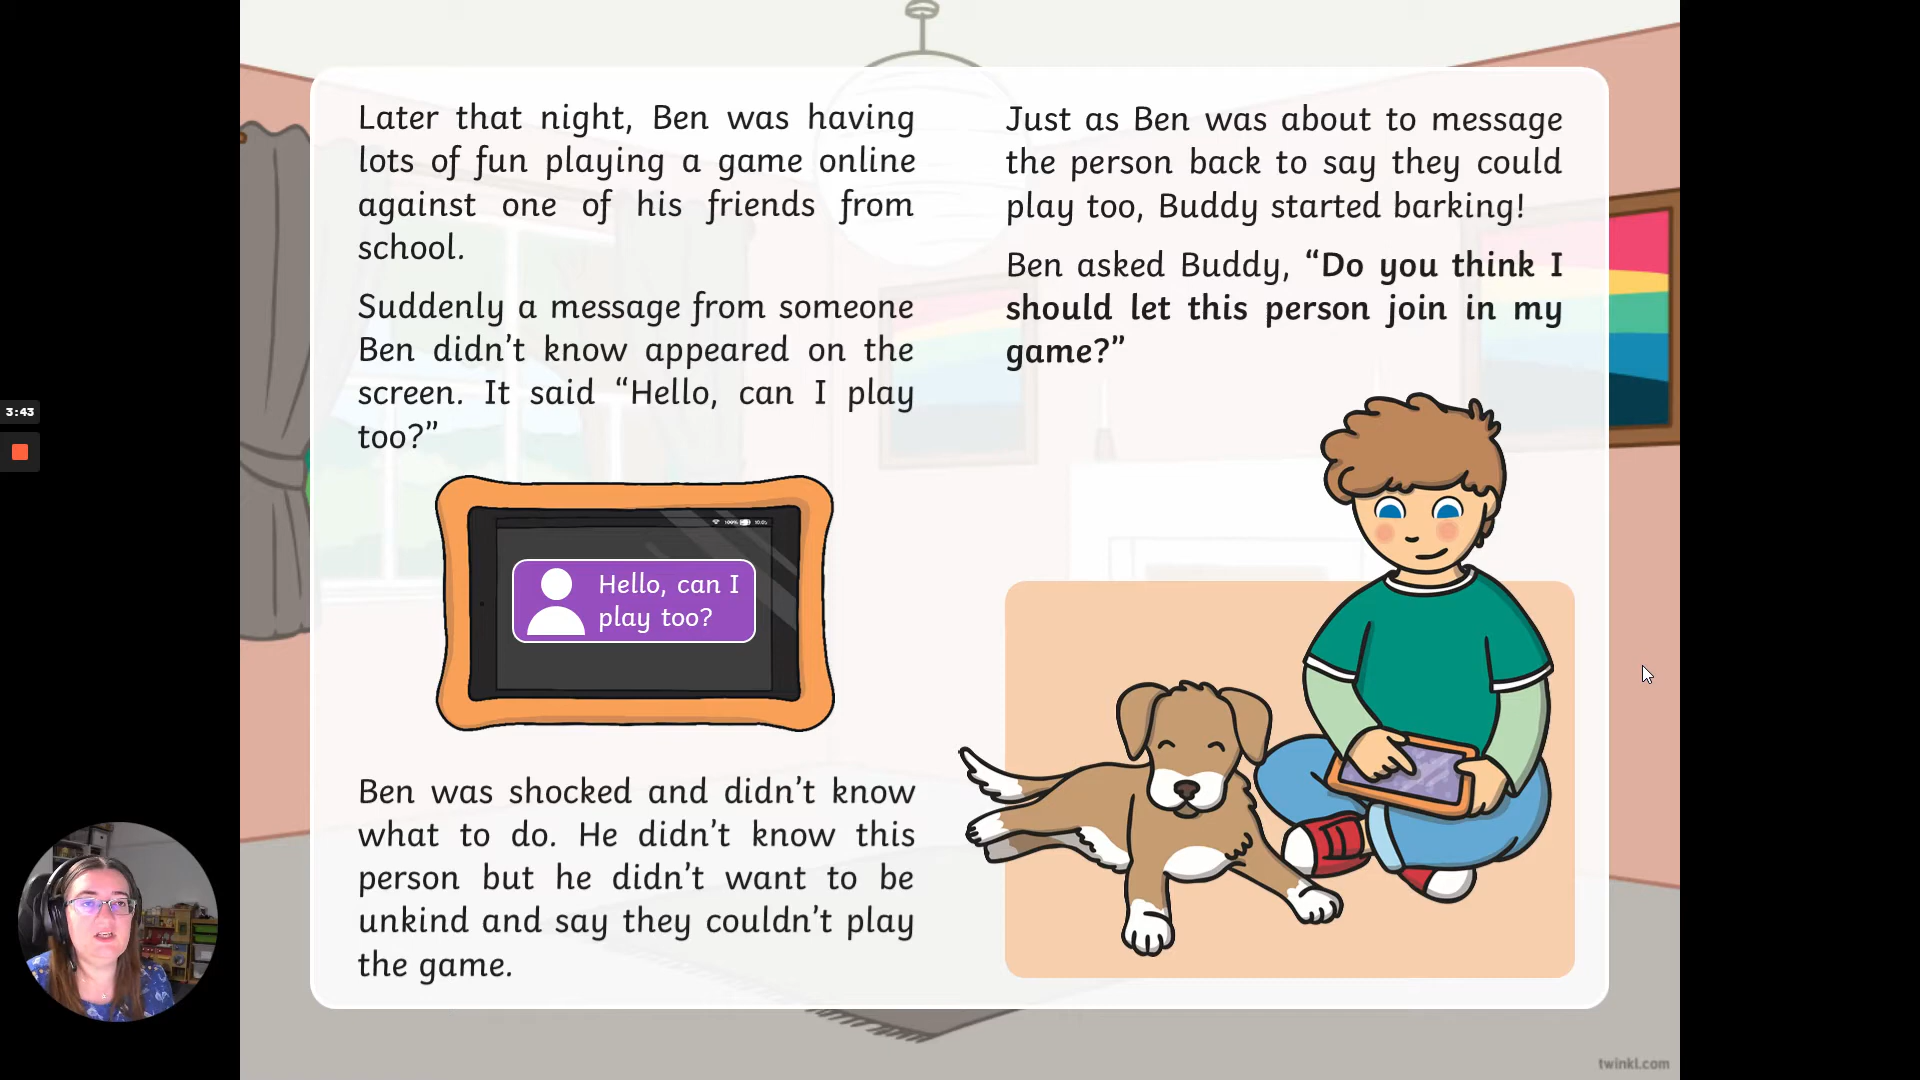 Later that night, Ben was having
lots of fun playing a game online
against one of his friends from
school.
Suddenly a message from someone
Ben didn’t know appeared on the
screen. It said “Hello, can I play
too?”
Hello, can I
play too?
Ben was shocked and didn’t know
what to do. He didn’t know this
person but he didn’t want to be
unkind and say they couldn’t play
the game.
Just as Ben was about to message
the person back to say they could
play too, Buddy started barking!
Ben asked Buddy, “Do you think I
should let this person join in my
game?”
3:43
twinkl.com